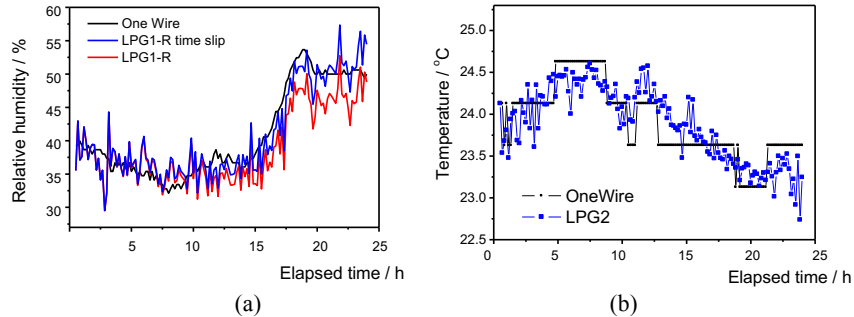 One Wire
LPG1-R time slip
LPG1-R
Relative humidity / %
55
50
45
40
35
30
5
10
15
20
25
Elapsed time / h
(a)
25.0
24.5
24.0
23.5
23.0
22.5
Temperature / °C
OneWire
LPG2
0
5
10
15
20
25
Elapsed time / h
(b)